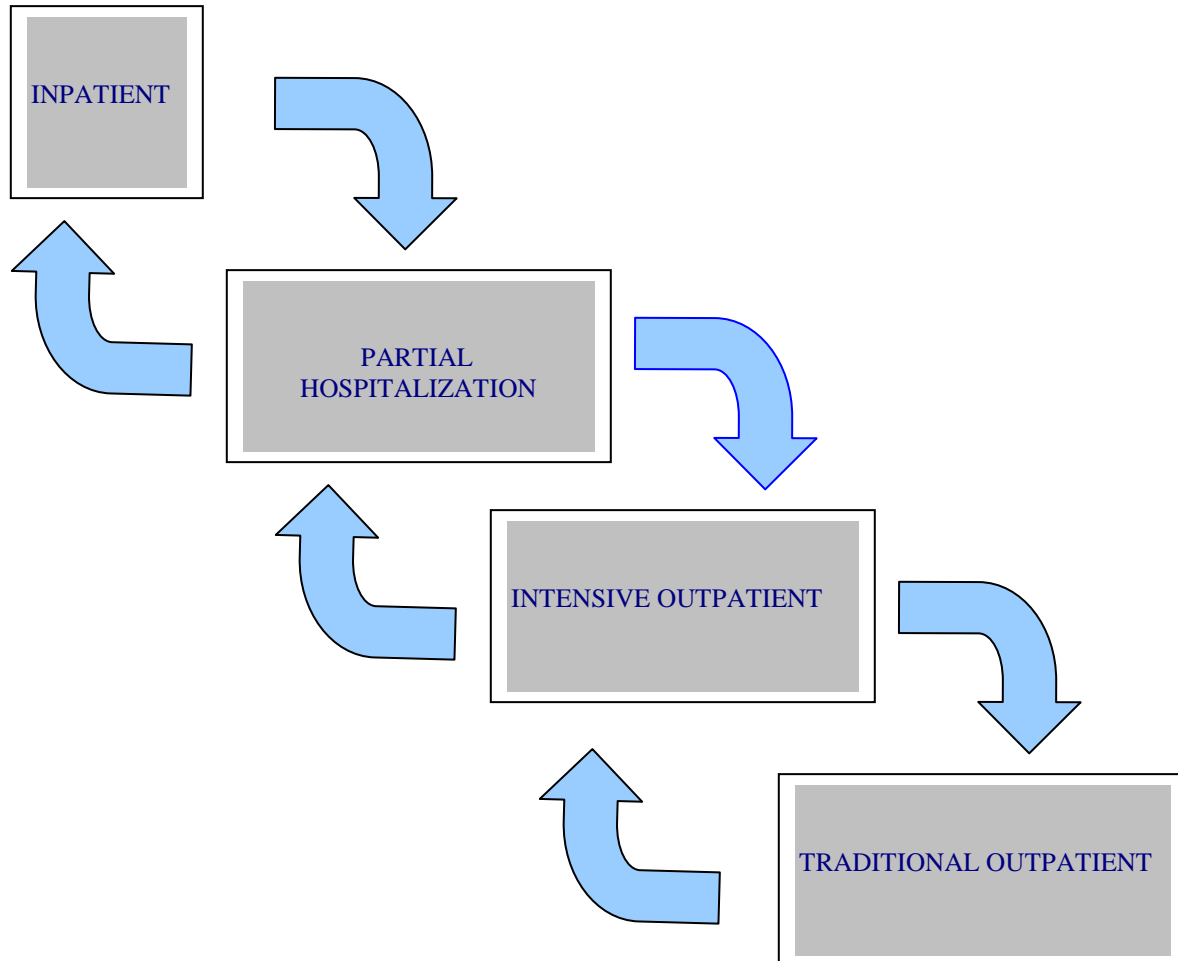 INPATIENT
PARTIAL
HOSPITALIZATION
INTENSIVE OUTPATIENT
TRADITIONAL OUTPATIENT